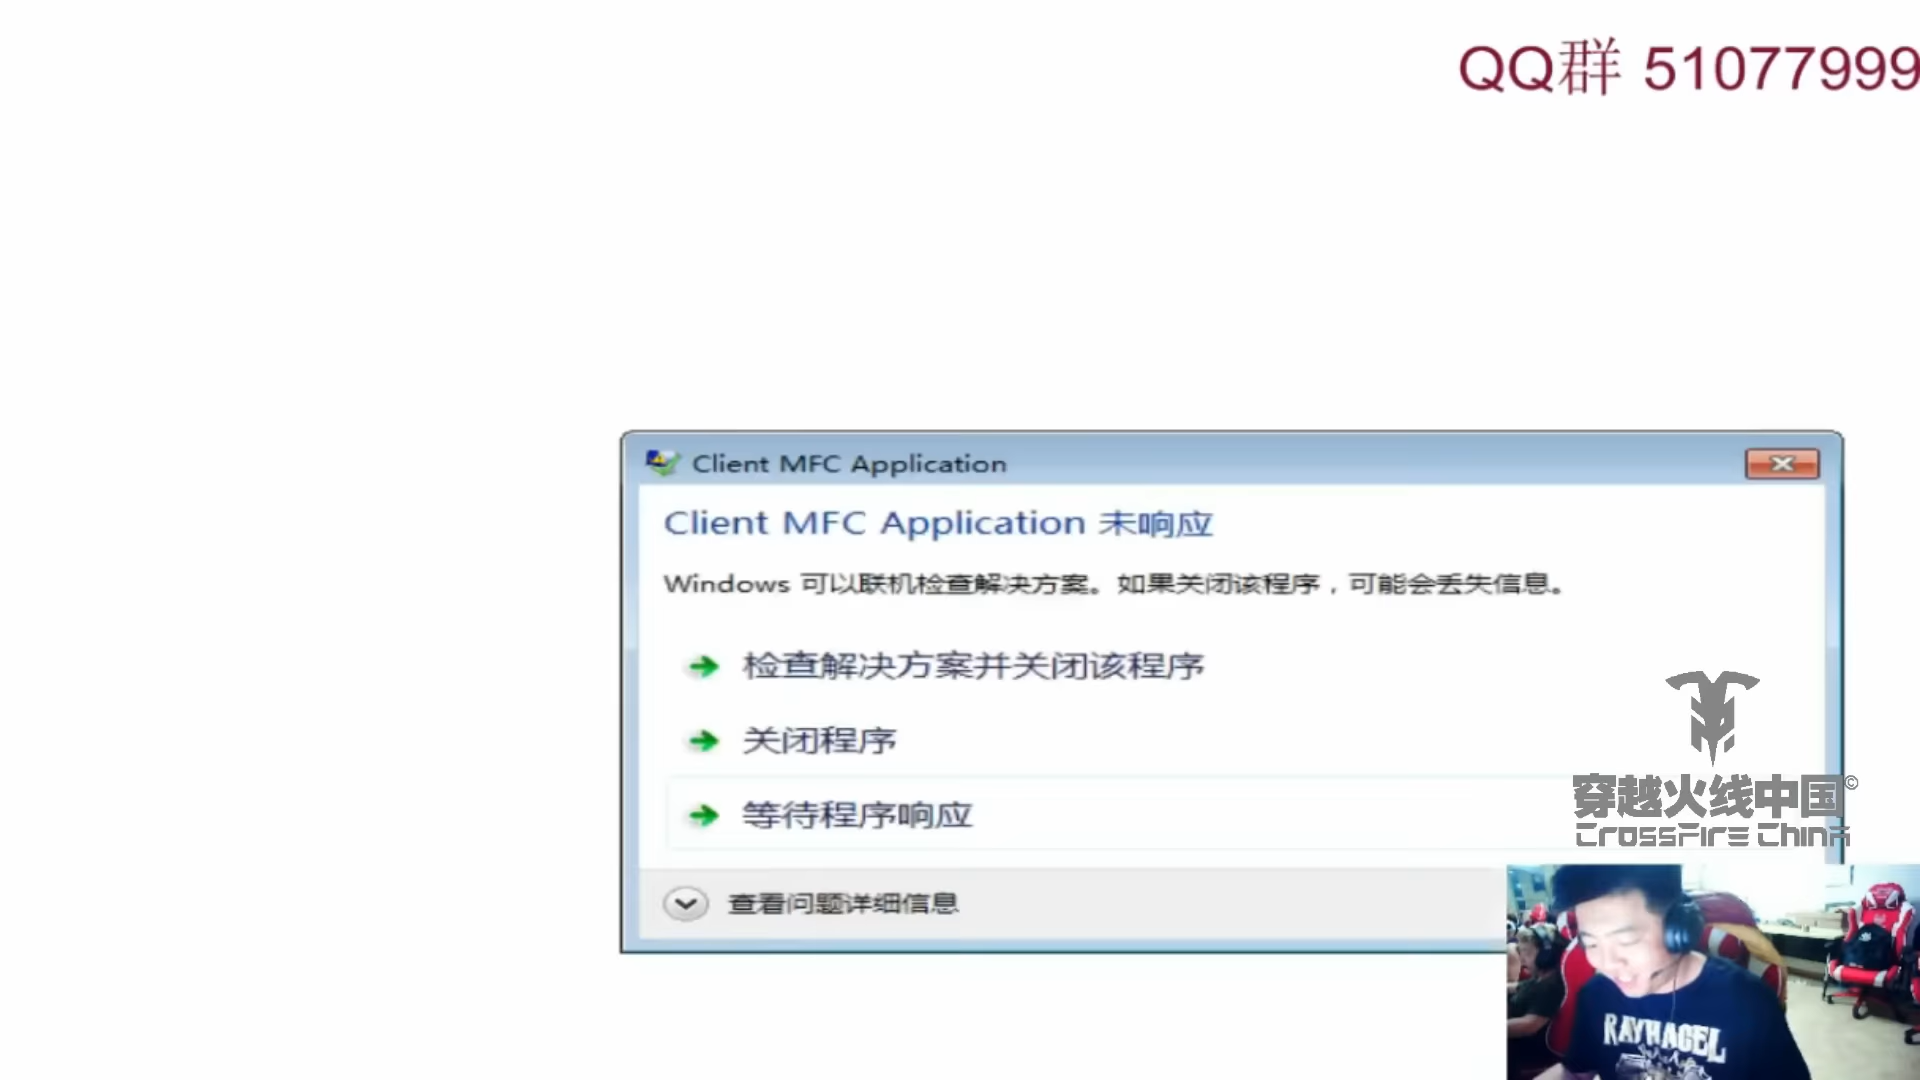 QQ群 51077999
Client MFC Application
Client MFC Application 未响应
Windows 可以联机检查解决方案。如果关闭该程序，可能会丢失信息。
检查解决方案并关闭该程序
关闭程序
等待程序响应
穿越火线中国©
CROSSFIRE CHINA
查看问题详细信息
RAYHAGEL